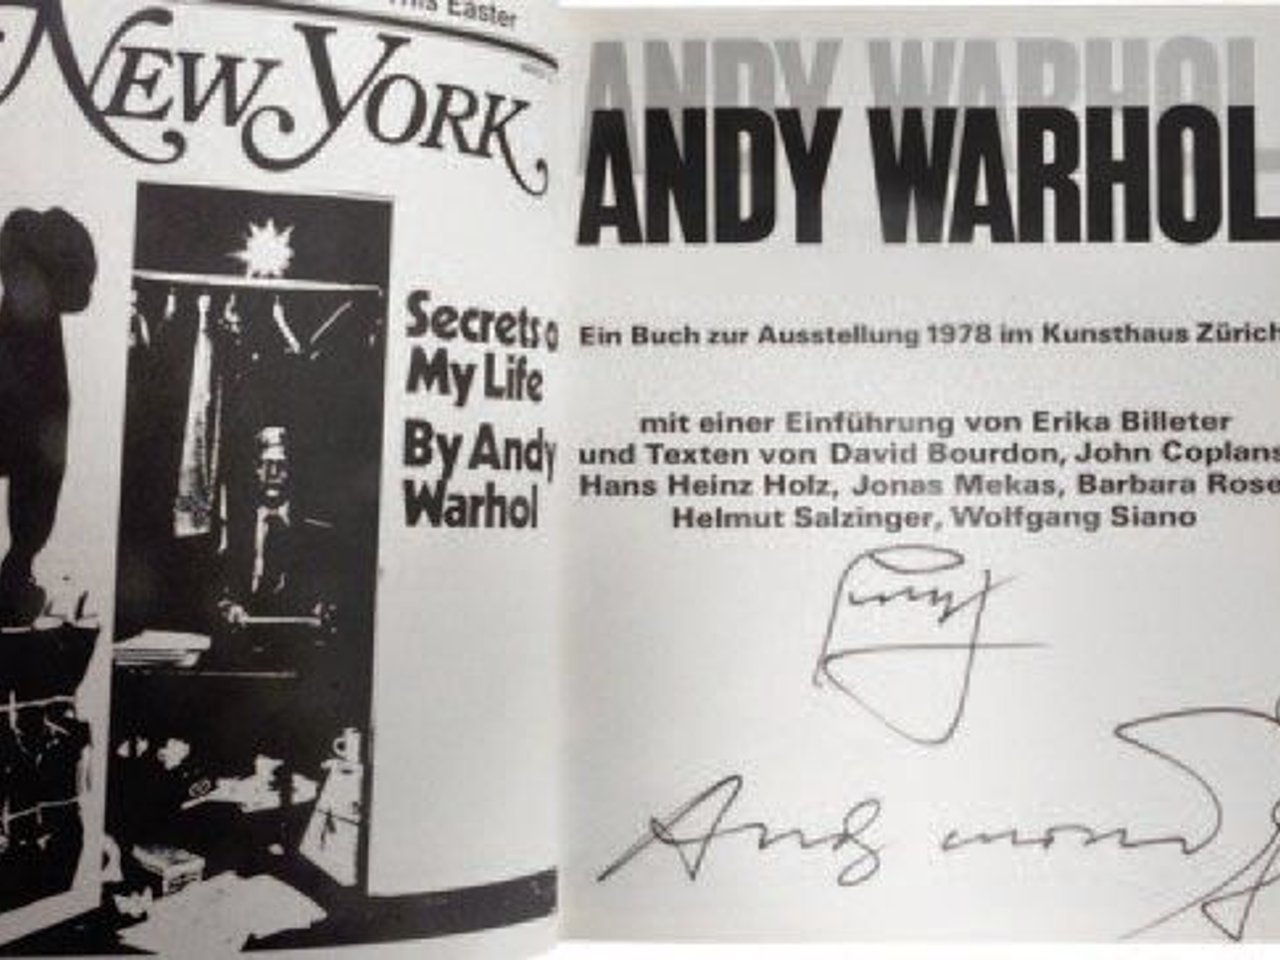 This Easter
NEW YORK
Secrets o
My Life
By Andy
Warhol
ANDY WARHOL
ANDY WARHOL
Ein Buch zur Ausstellung 1978 im Kunsthaus Zürich
mit einer Einführung von Erika Billeter
und Texten von David Bourdon, John Coplans
Hans Heinz Holz, Jonas Mekas, Barbara Rose
Helmut Salzinger, Wolfgang Siano
Andy